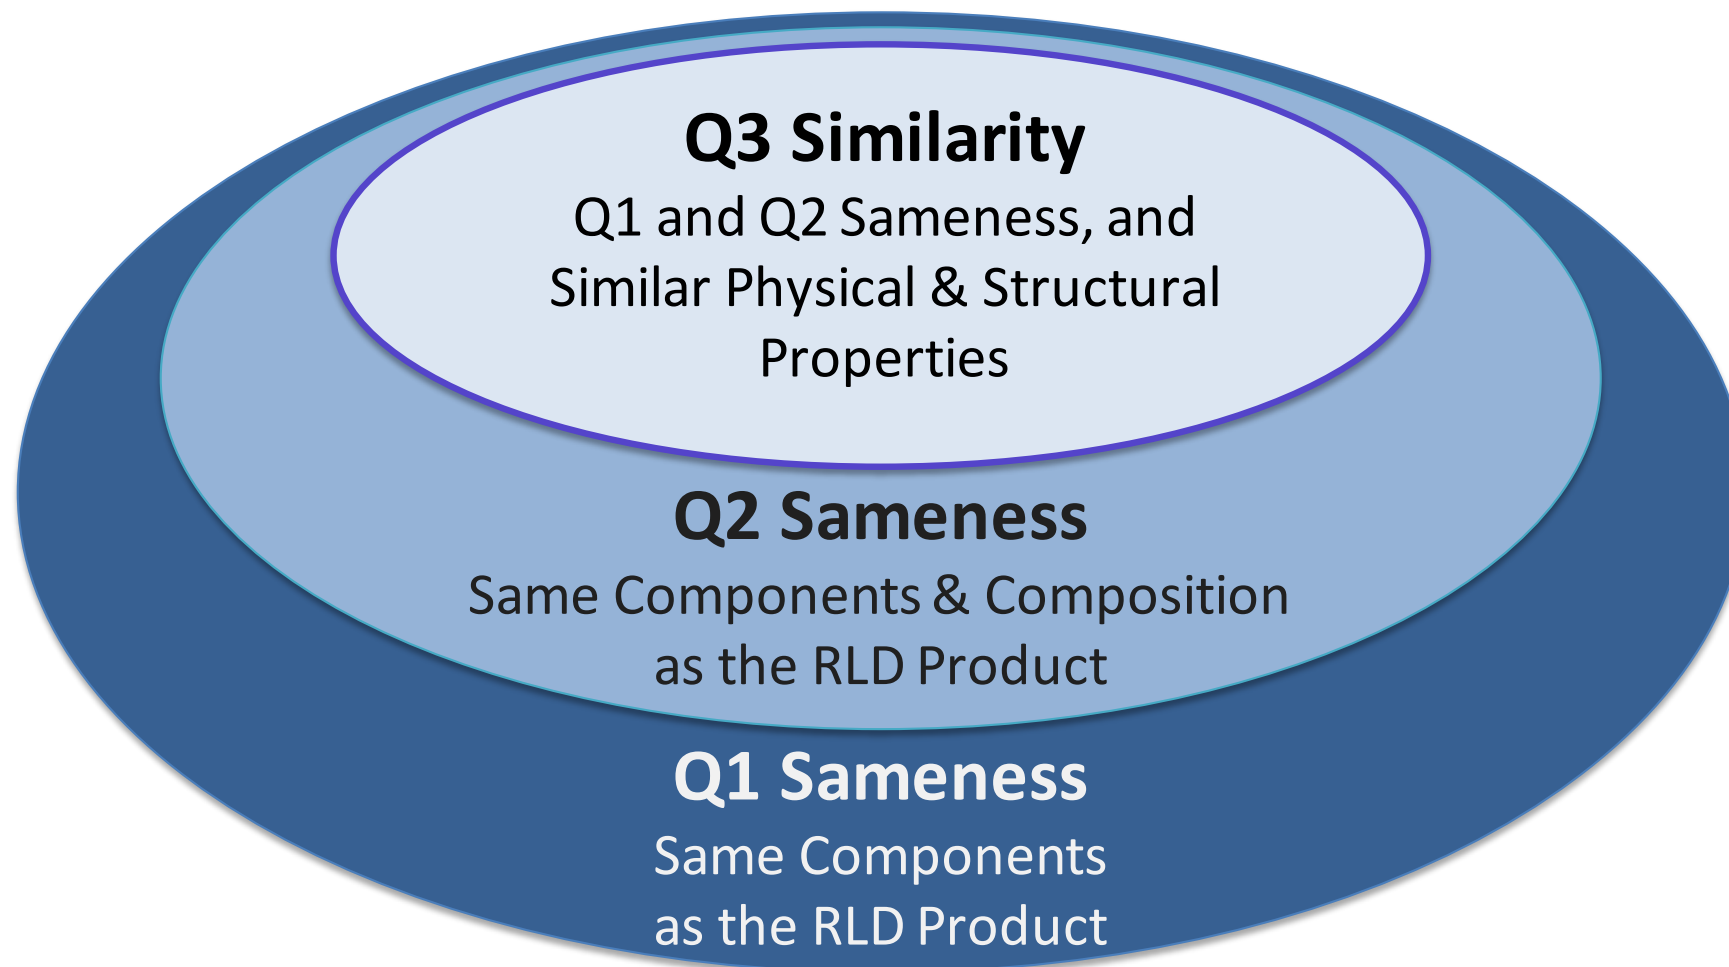 Q3 Similarity
Q1 and Q2 Sameness, and
Similar Physical & Structural
Properties
Q2 Sameness
Same Components & Composition
as the RLD Product
Q1 Sameness
Same Components
as the RLD Product